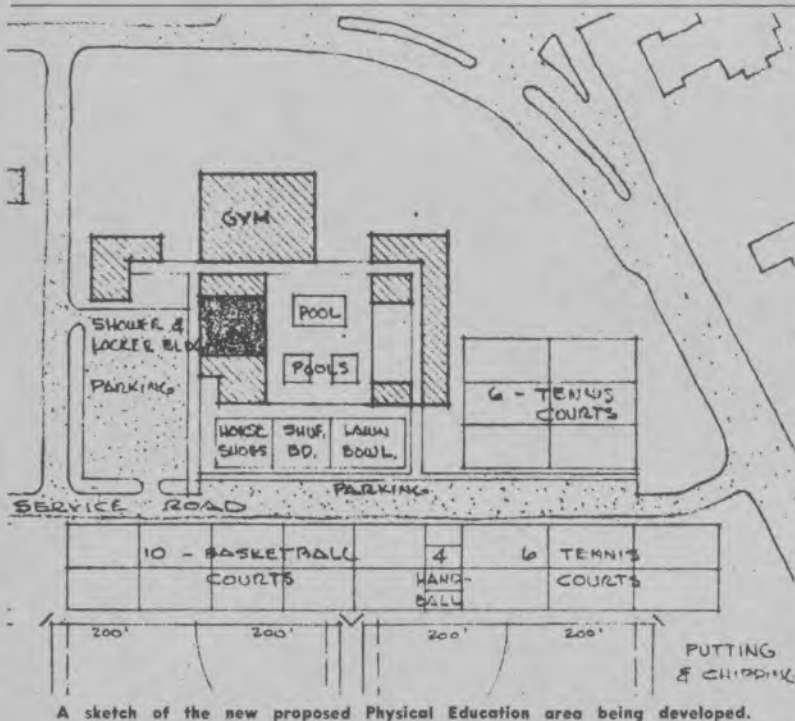 GYM
POOL
SHOWER &
LOCKER BLDG
POOLS
PARKING
6 - TENNIS
COURTS
HORSE
SHOES
SHUF.
BD.
LAWN
BOWL.
PARKING
SERVICE ROAD
10 - BASKETBALL
COURTS
4
HAND-
BALL
6 TENNIS
COURTS
200' 200' 200' 200'
PUTTING
& CHIPPING
A sketch of the new proposed Physical Education area being developed.